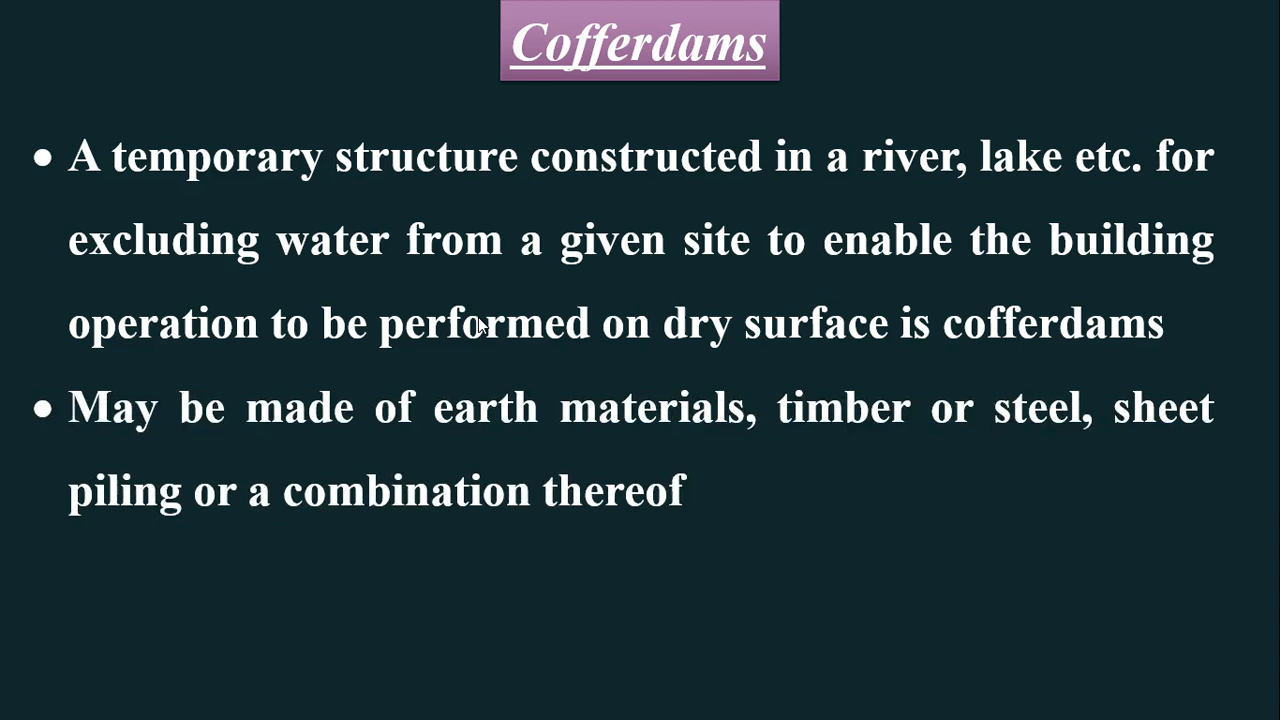 Cofferdams
• A temporary structure constructed in a river, lake etc. for
excluding water from a given site to enable the building
operation to be performed on dry surface is cofferdams
• May be made of earth materials, timber or steel, sheet
piling or a combination thereof